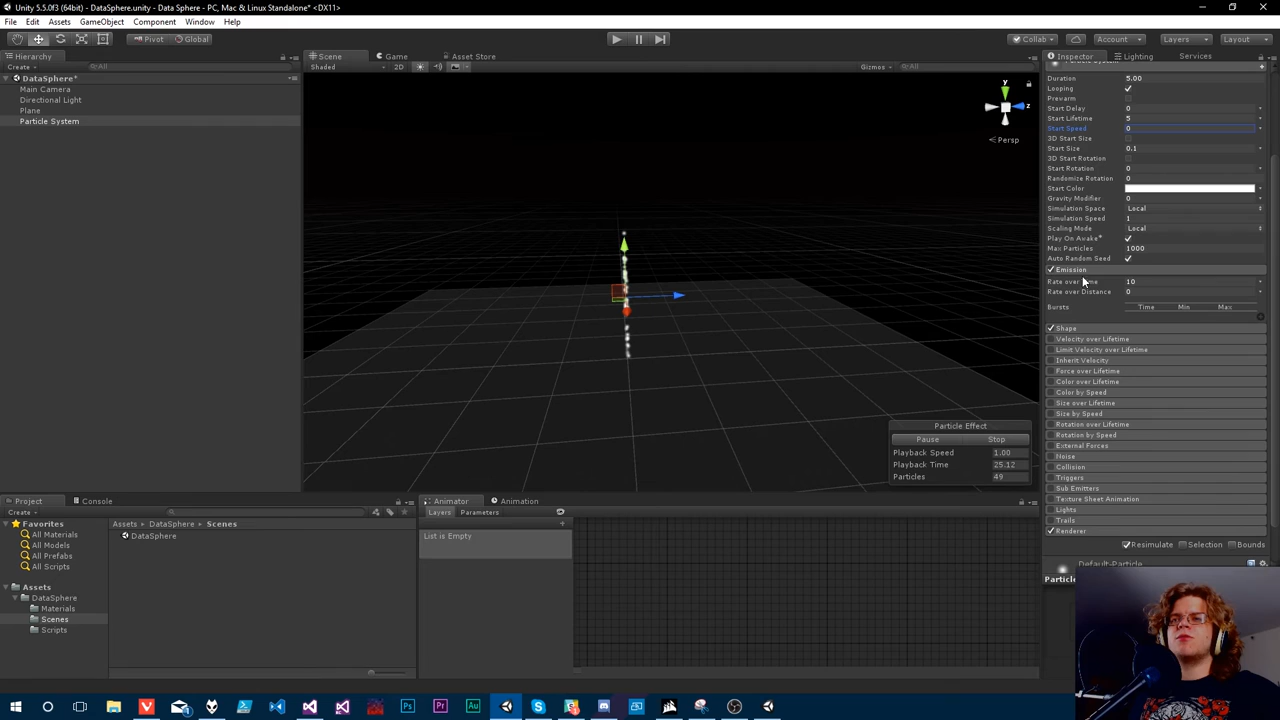 Unity 5.5.0f3 (64bit) - DataSphere.unity - Data Sphere - PC, Mac & Linux Standalone* <DX11>
File Edit Assets GameObject Component Window Help
Pivot Global Collab Account Layers Layout
Hierarchy Scene Game Asset Store Inspector Lighting Services
Create All Shaded 2D Gizmos All
DataSphere*
Main Camera
Directional Light
Plane
Particle System
y
z
Persp
Particle Effect
Pause Stop
Playback Speed 1.00
Playback Time 25.12
Particles 49
Duration 5.00
Looping
Prewarm
Start Delay 0
Start Lifetime 5
Start Speed 0
3D Start Size
Start Size 0.1
3D Start Rotation
Start Rotation 0
Randomize Rotation 0
Start Color
Gravity Modifier 0
Simulation Space Local
Simulation Speed 1
Scaling Mode Local
Play On Awake*
Max Particles 1000
Auto Random Seed
Emission
Rate over 10
Rate over Distance 0
Bursts Time Min Max
Shape
Velocity over Lifetime
Limit Velocity over Lifetime
Inherit Velocity
Force over Lifetime
Color over Lifetime
Color by Speed
Size over Lifetime
Size by Speed
Rotation over Lifetime
Rotation by Speed
External Forces
Noise
Collision
Triggers
Sub Emitters
Texture Sheet Animation
Lights
Trails
Renderer
Resimulate Selection Bounds
Default-Particle
Project Console
Create
Favorites
All Materials
All Models
All Prefabs
All Scripts
Assets
DataSphere
Materials
Scenes
Scripts
Assets DataSphere Scenes
DataSphere
Animator Animation
Layers Parameters
List is Empty